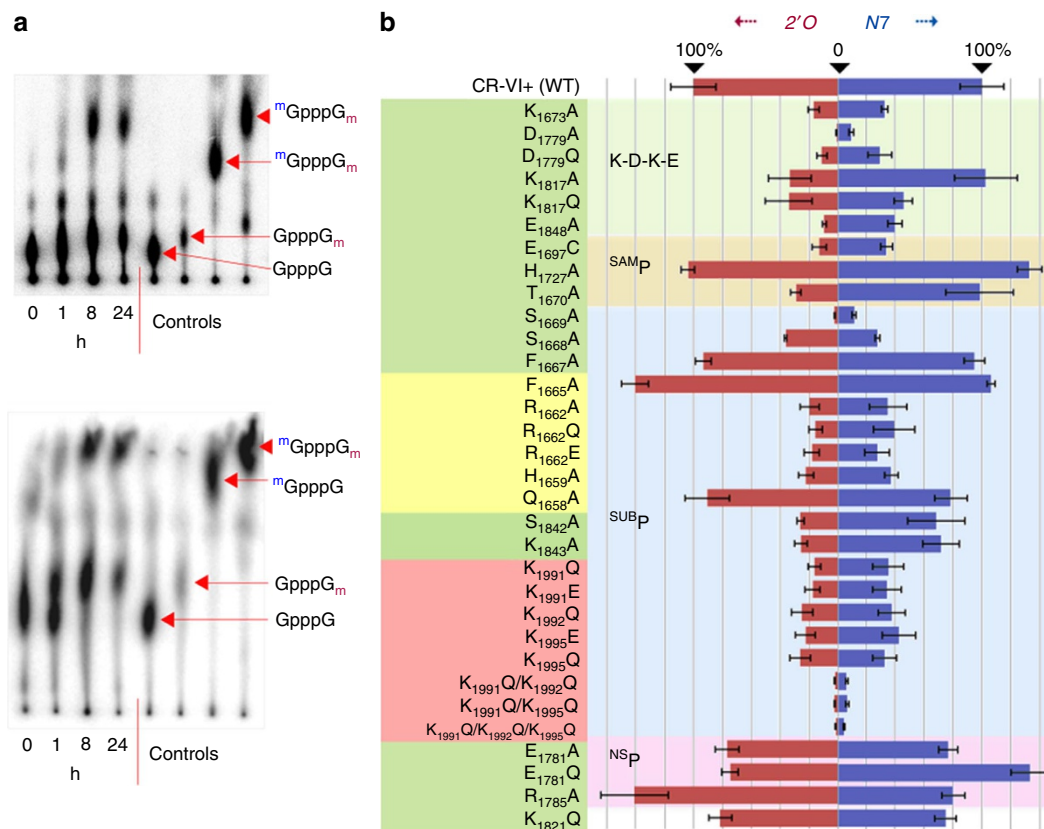 a
mGpppGm
mGpppGm
GpppGm
GpppG
0 1 8 24 Controls
h
mGpppGm
mGpppG
GpppGm
GpppG
0 1 8 24 Controls
h
b
2'O N7
100% 0 100%
CR-VI+ (WT)
K1673A
D1779A
D1779Q
K-D-K-E
K1817A
K1817Q
E1848A
E1697C
SAMP
H1727A
T1670A
S1669A
S1668A
F1667A
F1665A
R1662A
R1662Q
R1662E
H1659A
Q1658A
SUBP
S1842A
K1843A
K1991Q
K1991E
K1992Q
K1995E
K1995Q
K1991Q/K1992Q
K1991Q/K1995Q
K1991Q/K1992Q/K1995Q
E1781A
NSP
E1781Q
R1785A
K1821Q